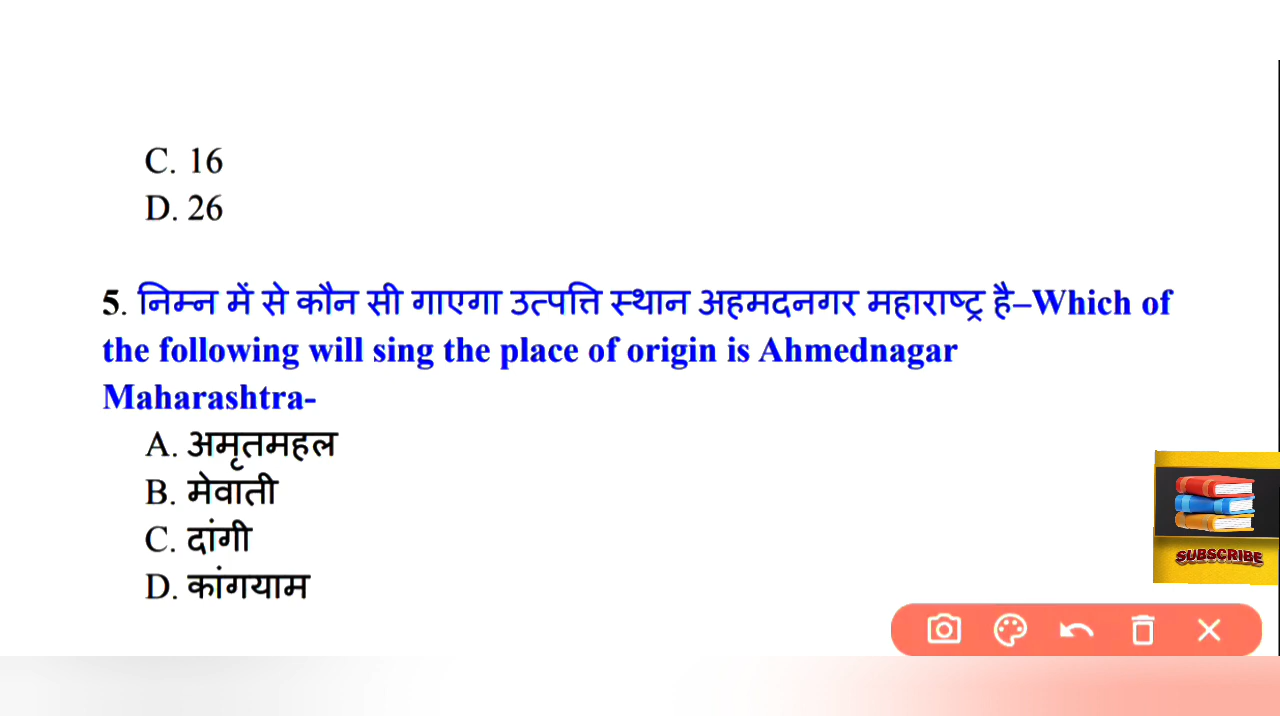 C. 16
D. 26
5. निम्न में से कौन सी गाएगा उत्पत्ति स्थान अहमदनगर महाराष्ट्र है–Which of
the following will sing the place of origin is Ahmednagar
Maharashtra-
A. अमृतमहल
B. मेवाती
C. दांगी
D. कांगयाम
SUBSCRIBE